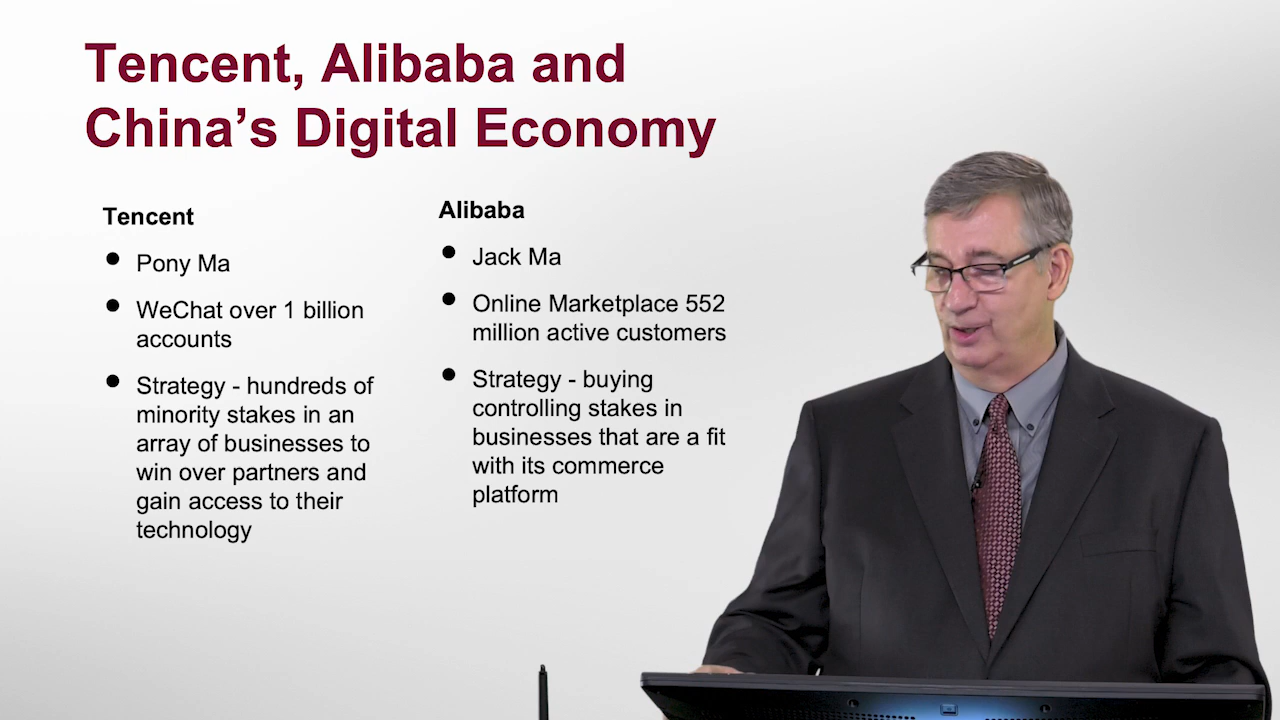 Tencent, Alibaba and
China’s Digital Economy
Tencent
• Pony Ma
• WeChat over 1 billion
accounts
• Strategy - hundreds of
minority stakes in an
array of businesses to
win over partners and
gain access to their
technology
Alibaba
• Jack Ma
• Online Marketplace 552
million active customers
• Strategy - buying
controlling stakes in
businesses that are a fit
with its commerce
platform